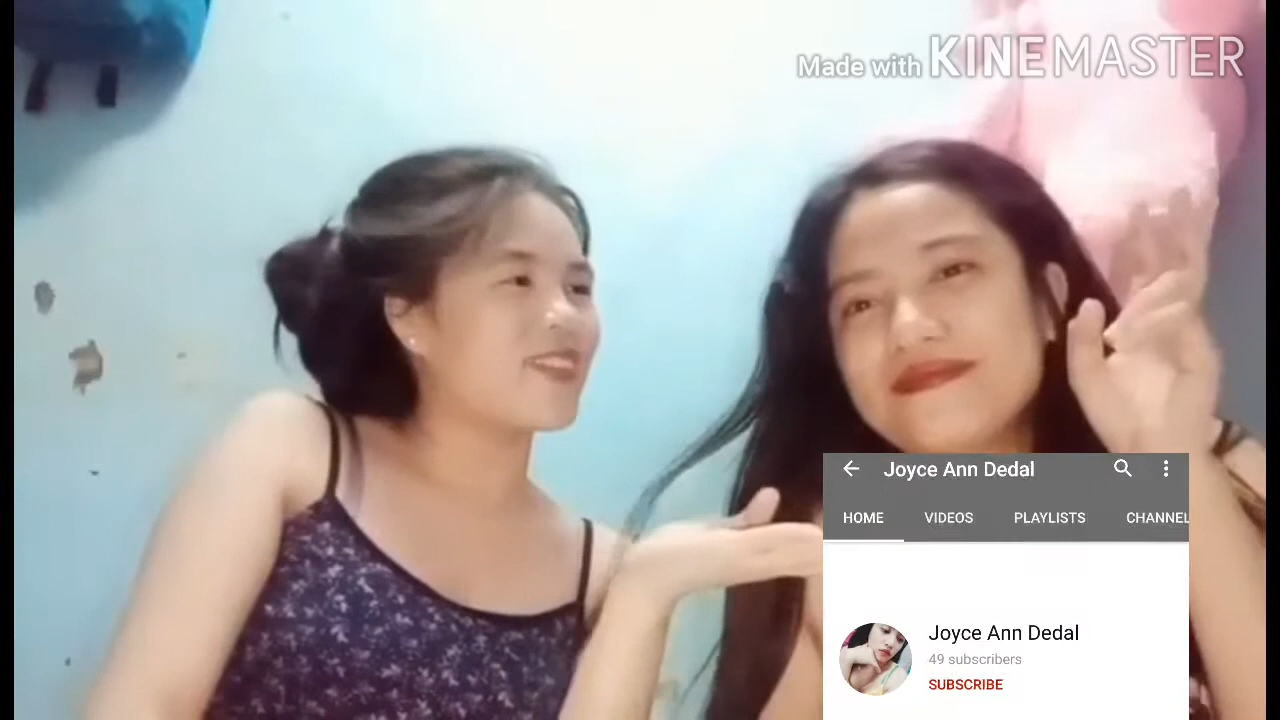 Made with KINEMASTER
Joyce Ann Dedal
HOME VIDEOS PLAYLISTS CHANNEL
Joyce Ann Dedal
49 subscribers
SUBSCRIBE